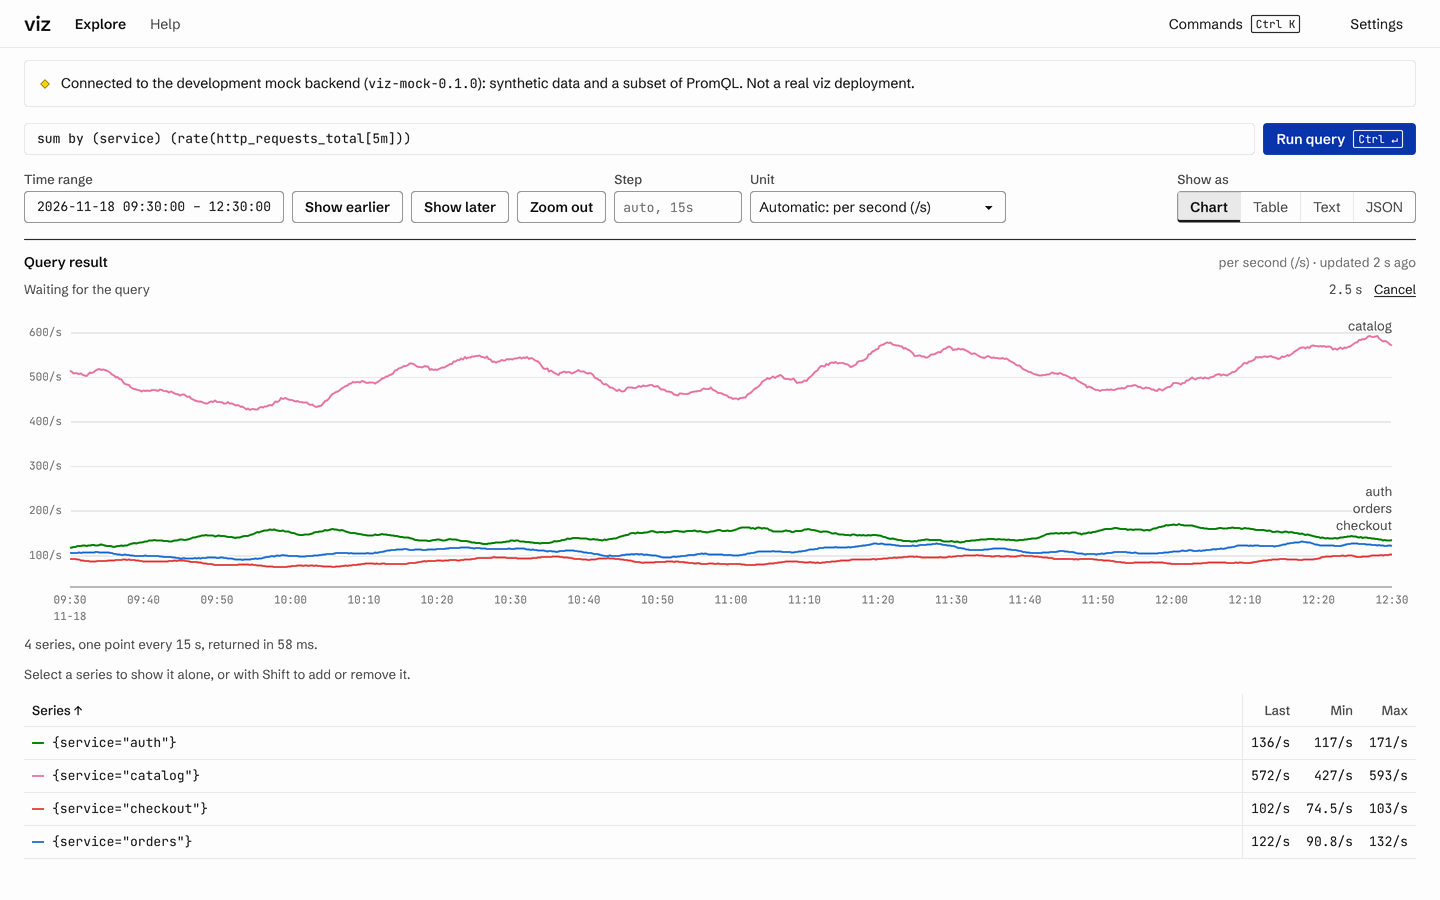 viz Explore Help Commands Ctrl K Settings
Connected to the development mock backend (viz-mock-0.1.0): synthetic data and a subset of PromQL. Not a real viz deployment.
sum by (service) (rate(http_requests_total[5m])) Run query Ctrl ↵
Time range Step Unit Show as
2026-11-18 09:30:00 – 12:30:00 Show earlier Show later Zoom out auto, 15s Automatic: per second (/s) Chart Table Text JSON
Query result per second (/s) · updated 2 s ago
Waiting for the query 2.5 s Cancel
catalog
600/s
500/s
400/s
300/s
auth
200/s orders
checkout
100/s
09:30 09:40 09:50 10:00 10:10 10:20 10:30 10:40 10:50 11:00 11:10 11:20 11:30 11:40 11:50 12:00 12:10 12:20 12:30
11-18
4 series, one point every 15 s, returned in 58 ms.
Select a series to show it alone, or with Shift to add or remove it.
Series ↑ Last Min Max
{service="auth"} 136/s 117/s 171/s
{service="catalog"} 572/s 427/s 593/s
{service="checkout"} 102/s 74.5/s 103/s
{service="orders"} 122/s 90.8/s 132/s